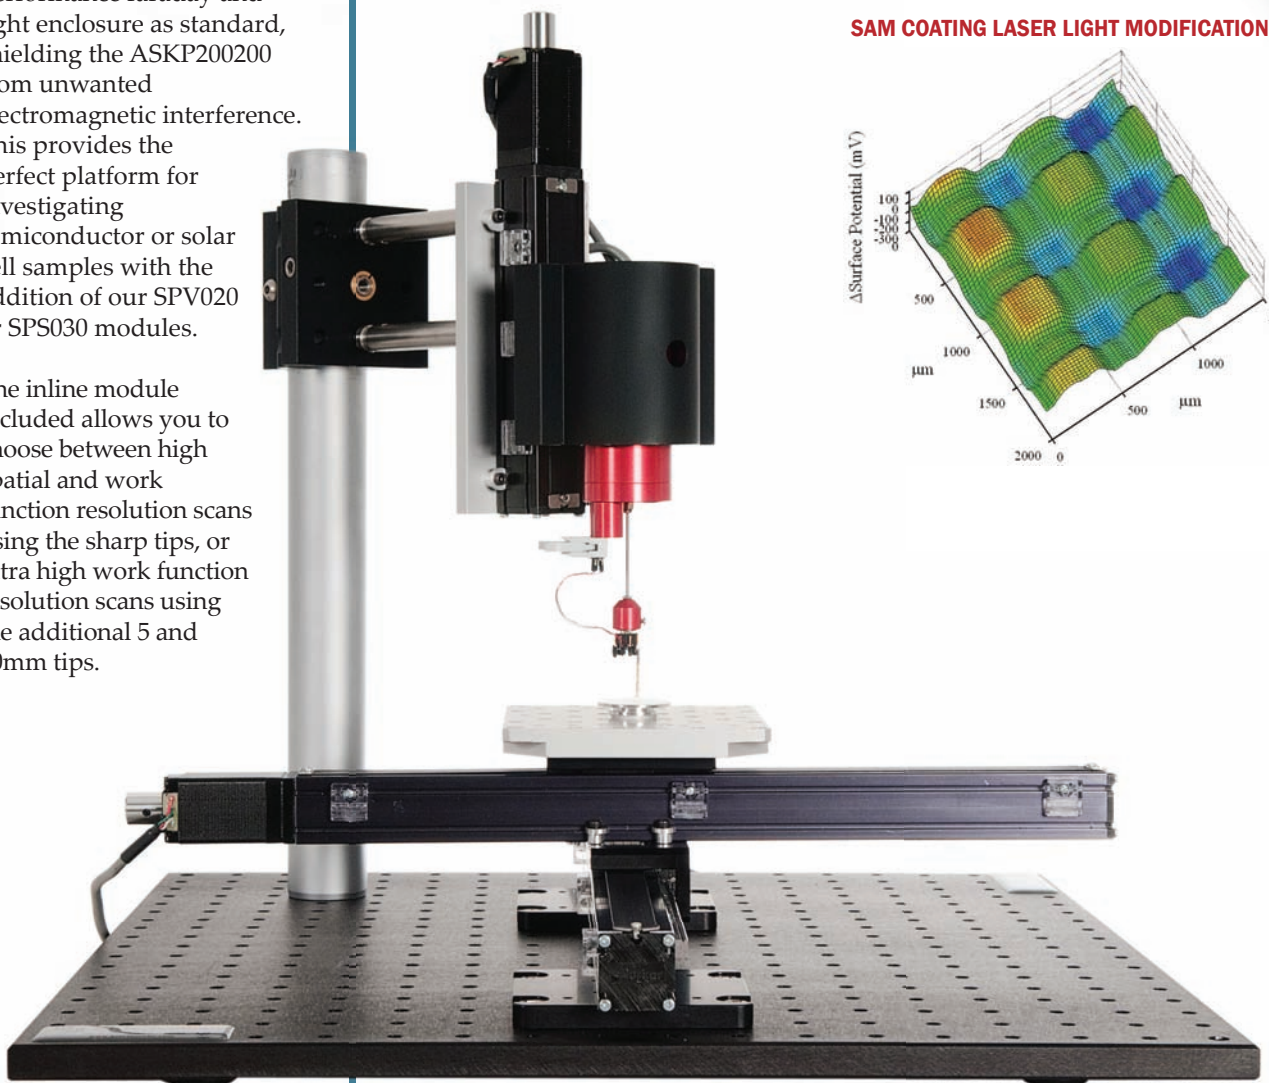 ght enclosure as standard,
hielding the ASKP200200
om unwanted
ectromagnetic interference.
his provides the
erfect platform for
vestigating
miconductor or solar
ell samples with the
ddition of our SPV020
r SPS030 modules.
he inline module
cluded allows you to
hoose between high
patial and work
nction resolution scans
sing the sharp tips, or
tra high work function
solution scans using
e additional 5 and
0mm tips.
SAM COATING LASER LIGHT MODIFICATION
ΔSurface Potential (mV)
100
0
-100
-200
-300
0
500
1000
μm
1500
2000
0
500
μm
1000